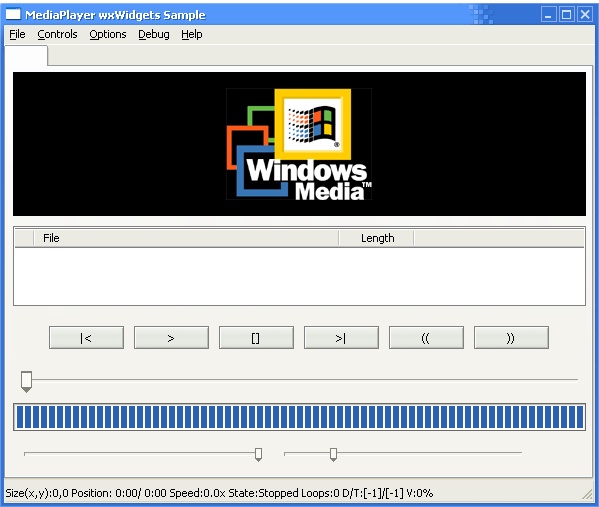 MediaPlayer wxWidgets Sample
File Controls Options Debug Help
Windows
Media™
File Length
|< > [] >| (( ))
Size(x,y):0,0 Position: 0:00/ 0:00 Speed:0.0x State:Stopped Loops:0 D/T:[-1]/[-1] V:0%